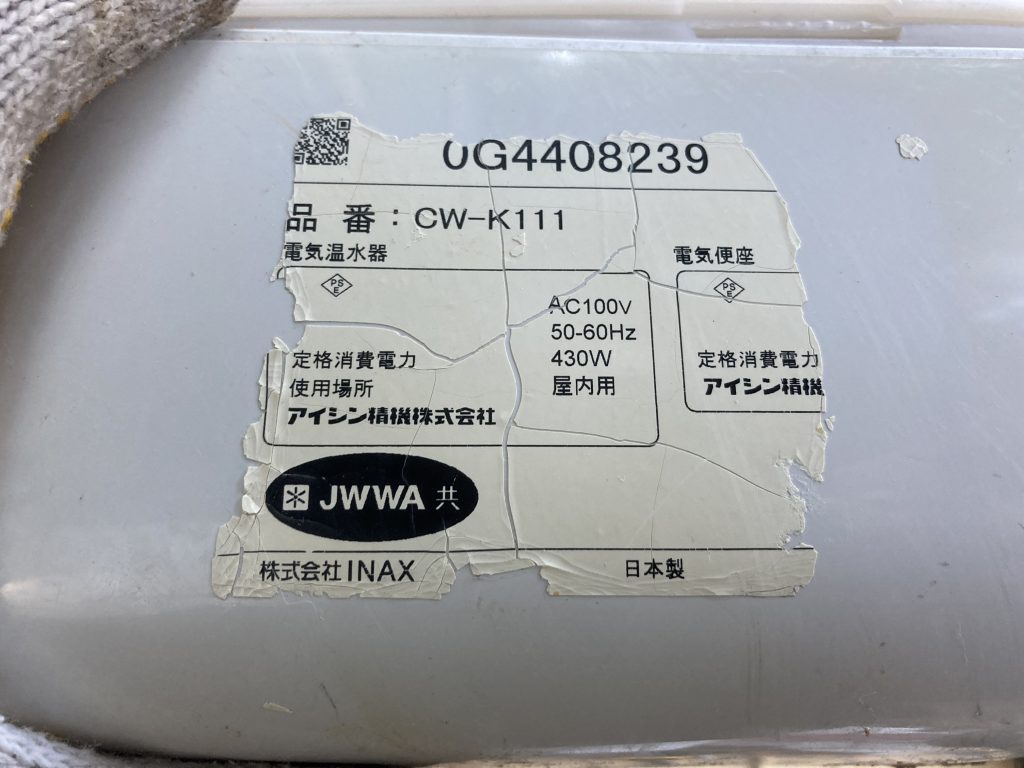 0G4408239
品 番：CW-K111
電気温水器 電気便座
PS E PS E
AC100V
50-60Hz
定格消費電力 430W 定格消費電力
使用場所 屋内用 アイシン精機
アイシン精機株式会社
JWWA 共
株式会社INAX 日本製